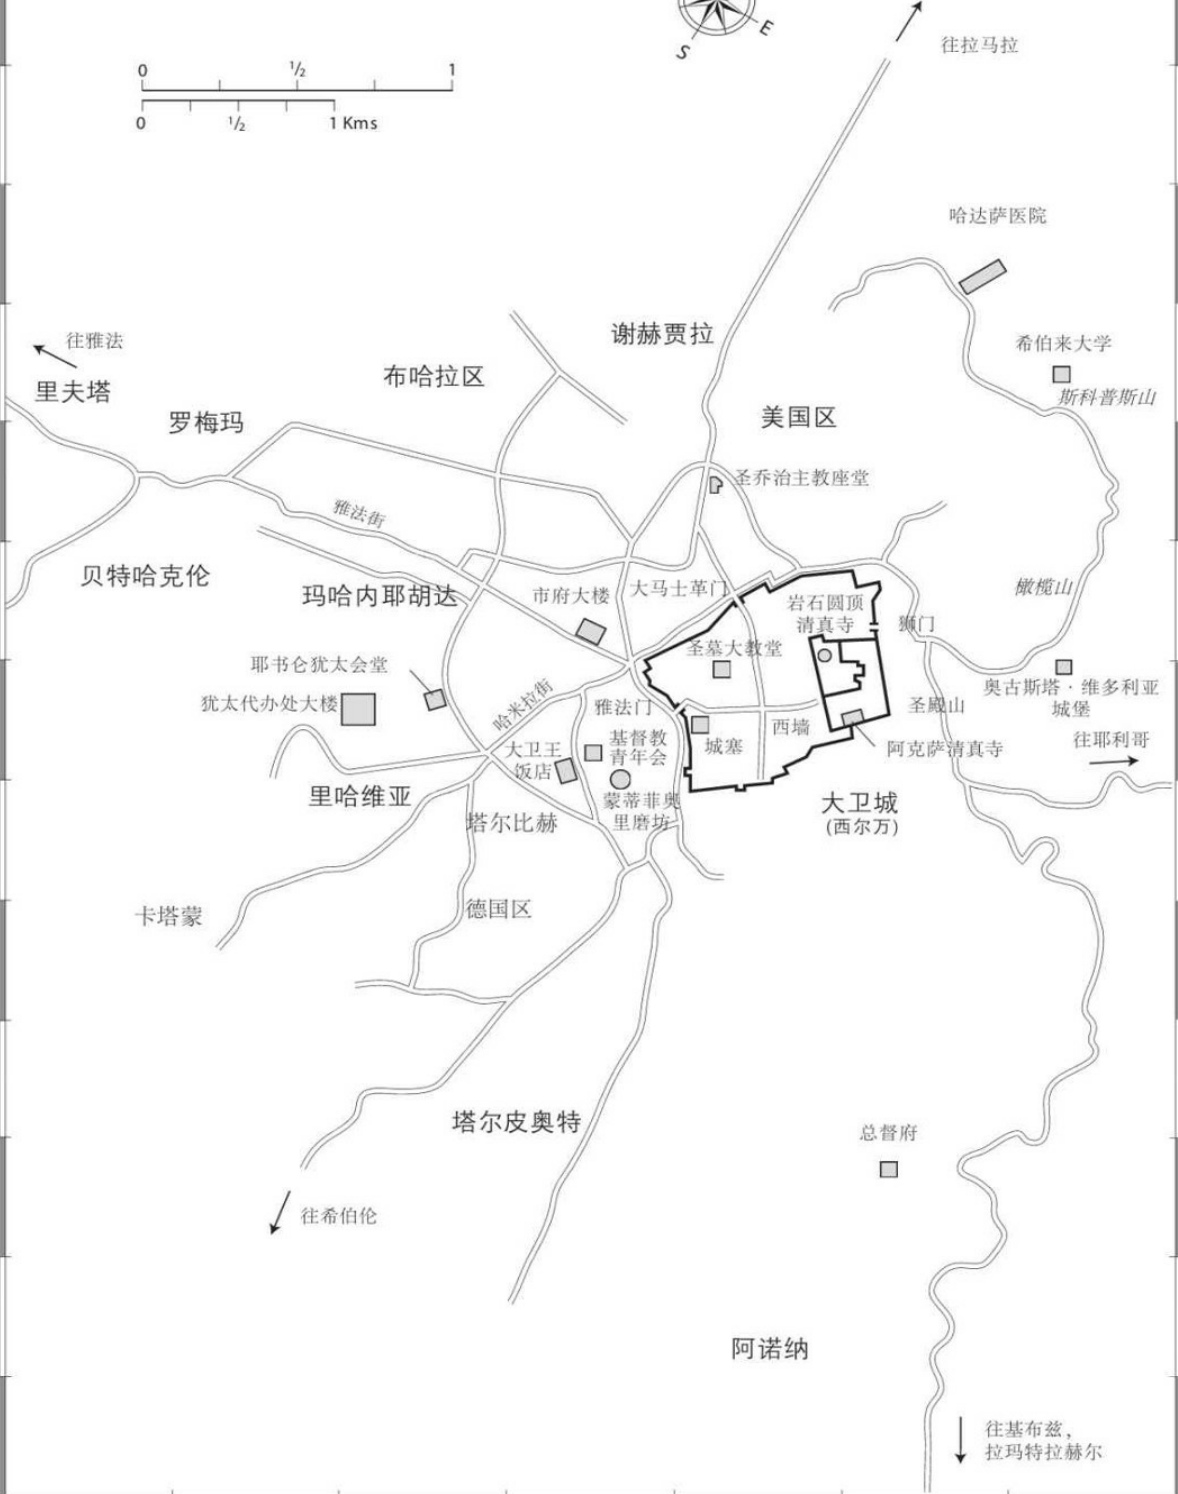 E
S
往拉马拉
0 1/2 1
0 1/2 1 Kms
哈达萨医院
谢赫贾拉
往雅法
希伯来大学
里夫塔
布哈拉区
斯科普斯山
罗梅玛
美国区
圣乔治主教座堂
雅法街
贝特哈克伦
玛哈内耶胡达
市府大楼
大马士革门
橄榄山
岩石圆顶
清真寺
狮门
圣墓大教堂
耶书仑犹太会堂
犹太代办处大楼
哈米拉街
雅法门
奥古斯塔·维多利亚
城堡
圣殿山
西墙
城塞
阿克萨清真寺
往耶利哥
大卫王
饭店
基督教
青年会
里哈维亚
蒙蒂菲奥
里磨坊
塔尔比赫
大卫城
(西尔万)
卡塔蒙
德国区
塔尔皮奥特
总督府
往希伯伦
阿诺纳
往基布兹，
拉玛特拉赫尔